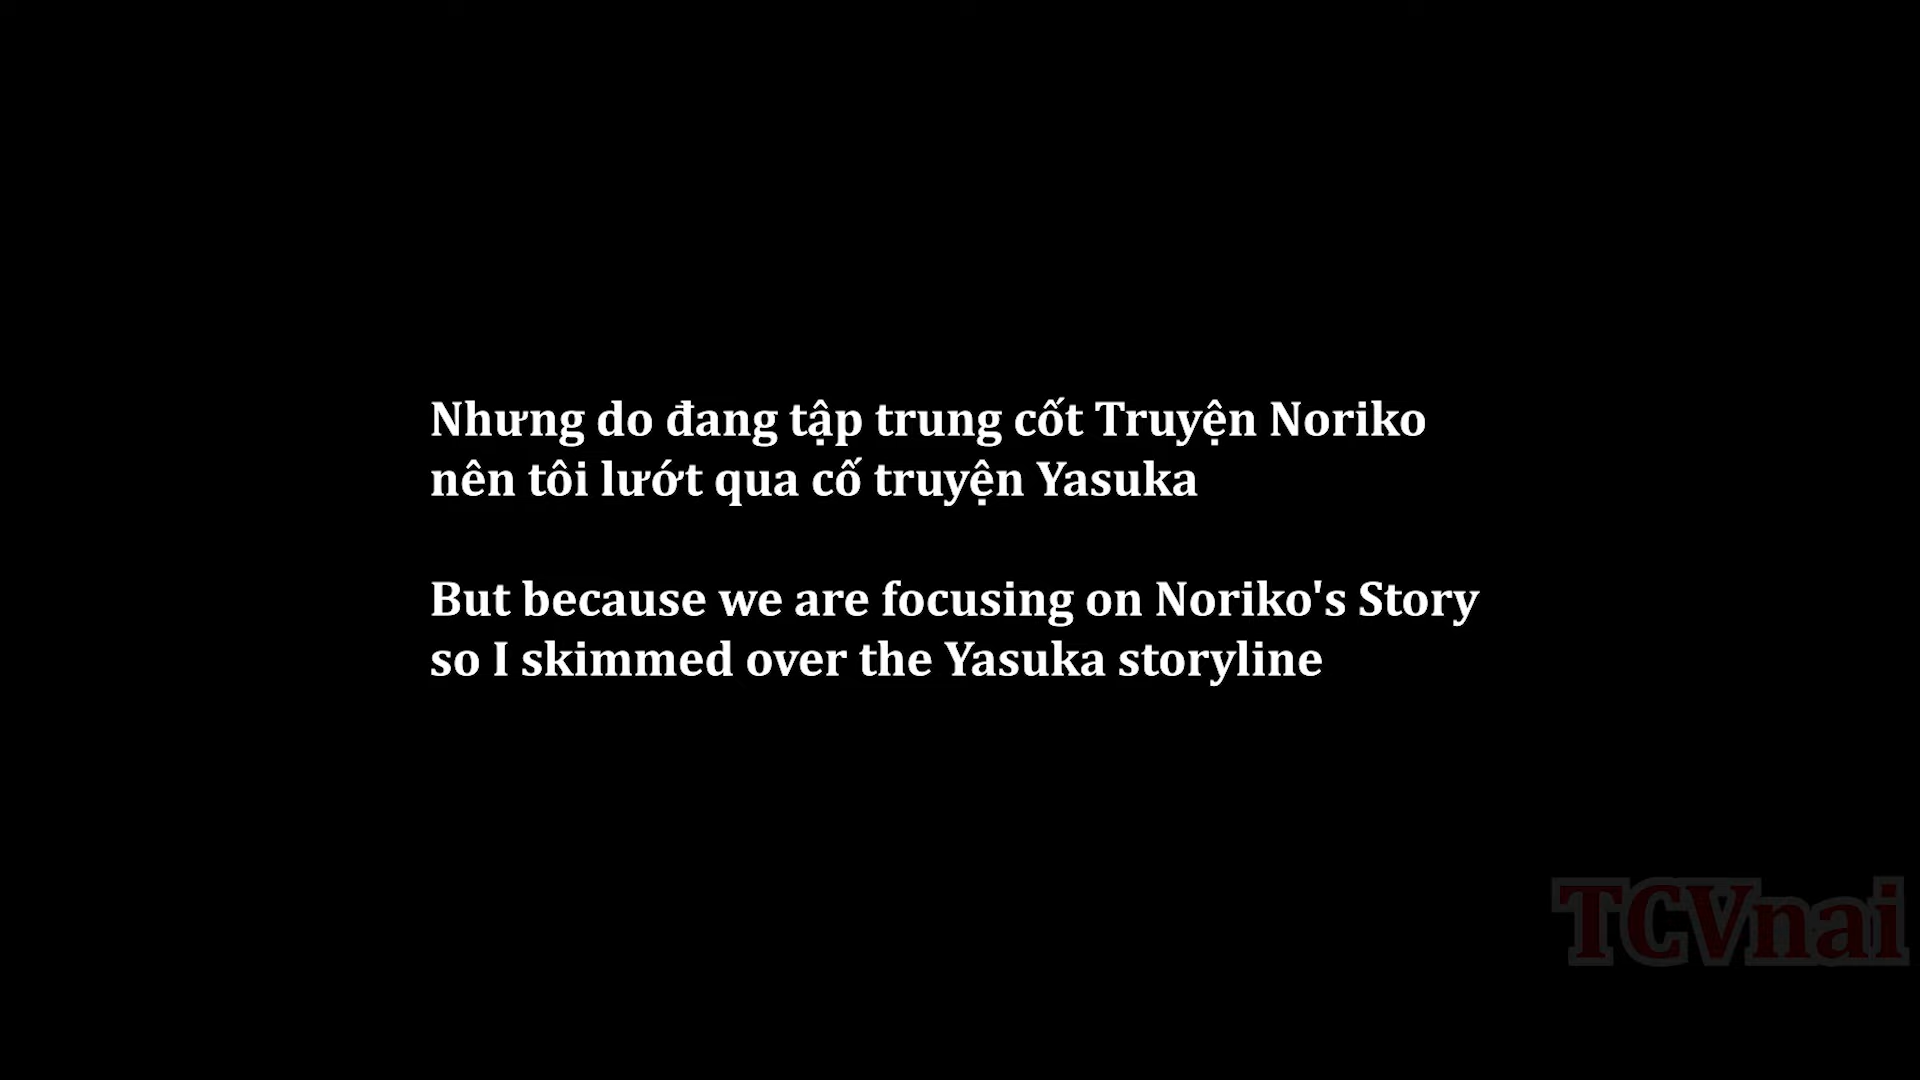 Nhưng do đang tập trung cốt Truyện Noriko
nên tôi lướt qua cố truyện Yasuka
But because we are focusing on Noriko's Story
so I skimmed over the Yasuka storyline
TCVnai